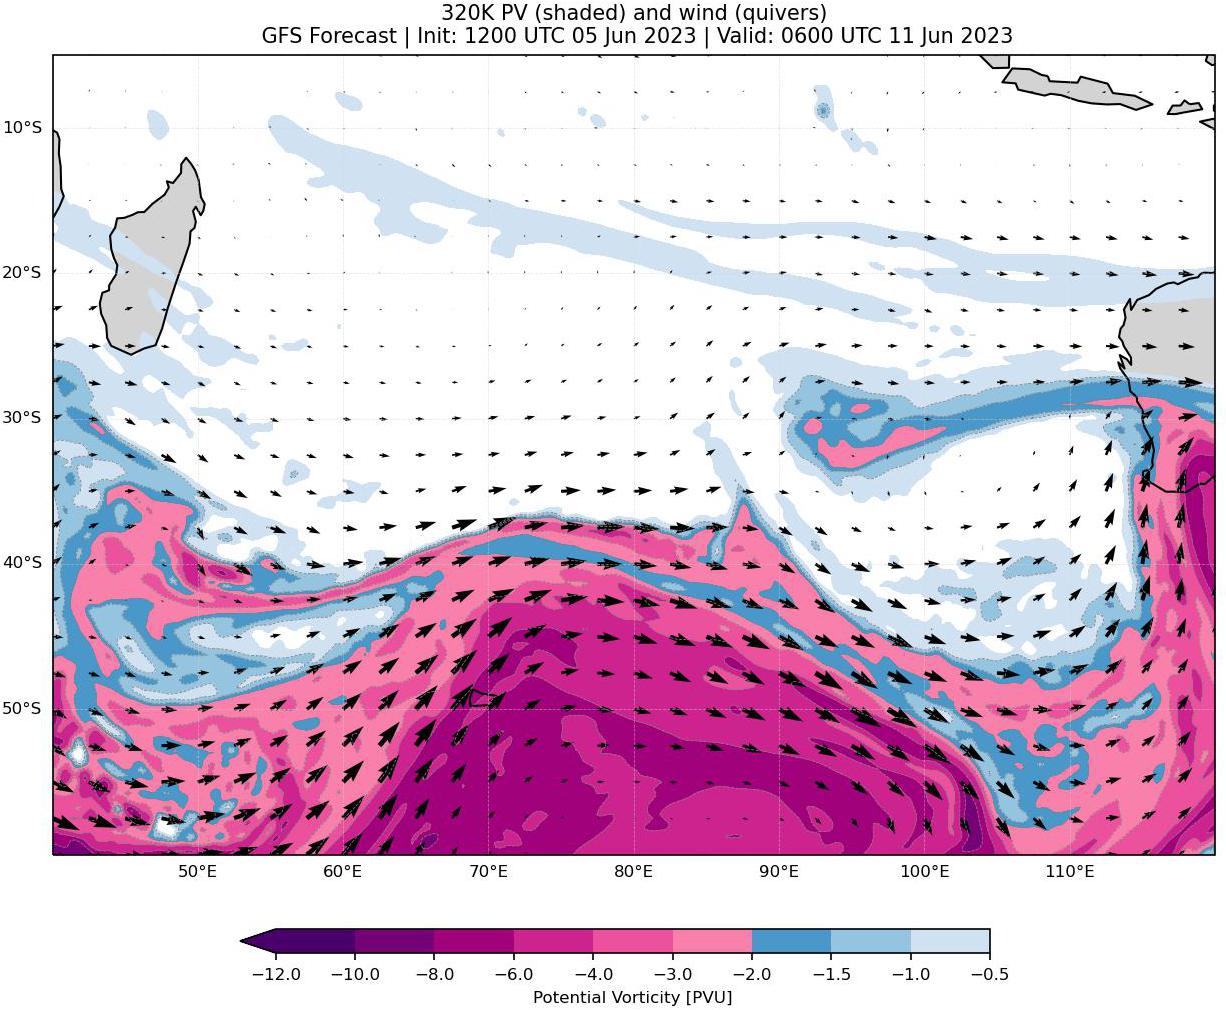 320K PV (shaded) and wind (quivers)
GFS Forecast | Init: 1200 UTC 05 Jun 2023 | Valid: 0600 UTC 11 Jun 2023
10°S
20°S
30°S
40°S
50°S
50°E 60°E 70°E 80°E 90°E 100°E 110°E
−12.0 −10.0 −8.0 −6.0 −4.0 −3.0 −2.0 −1.5 −1.0 −0.5
Potential Vorticity [PVU]